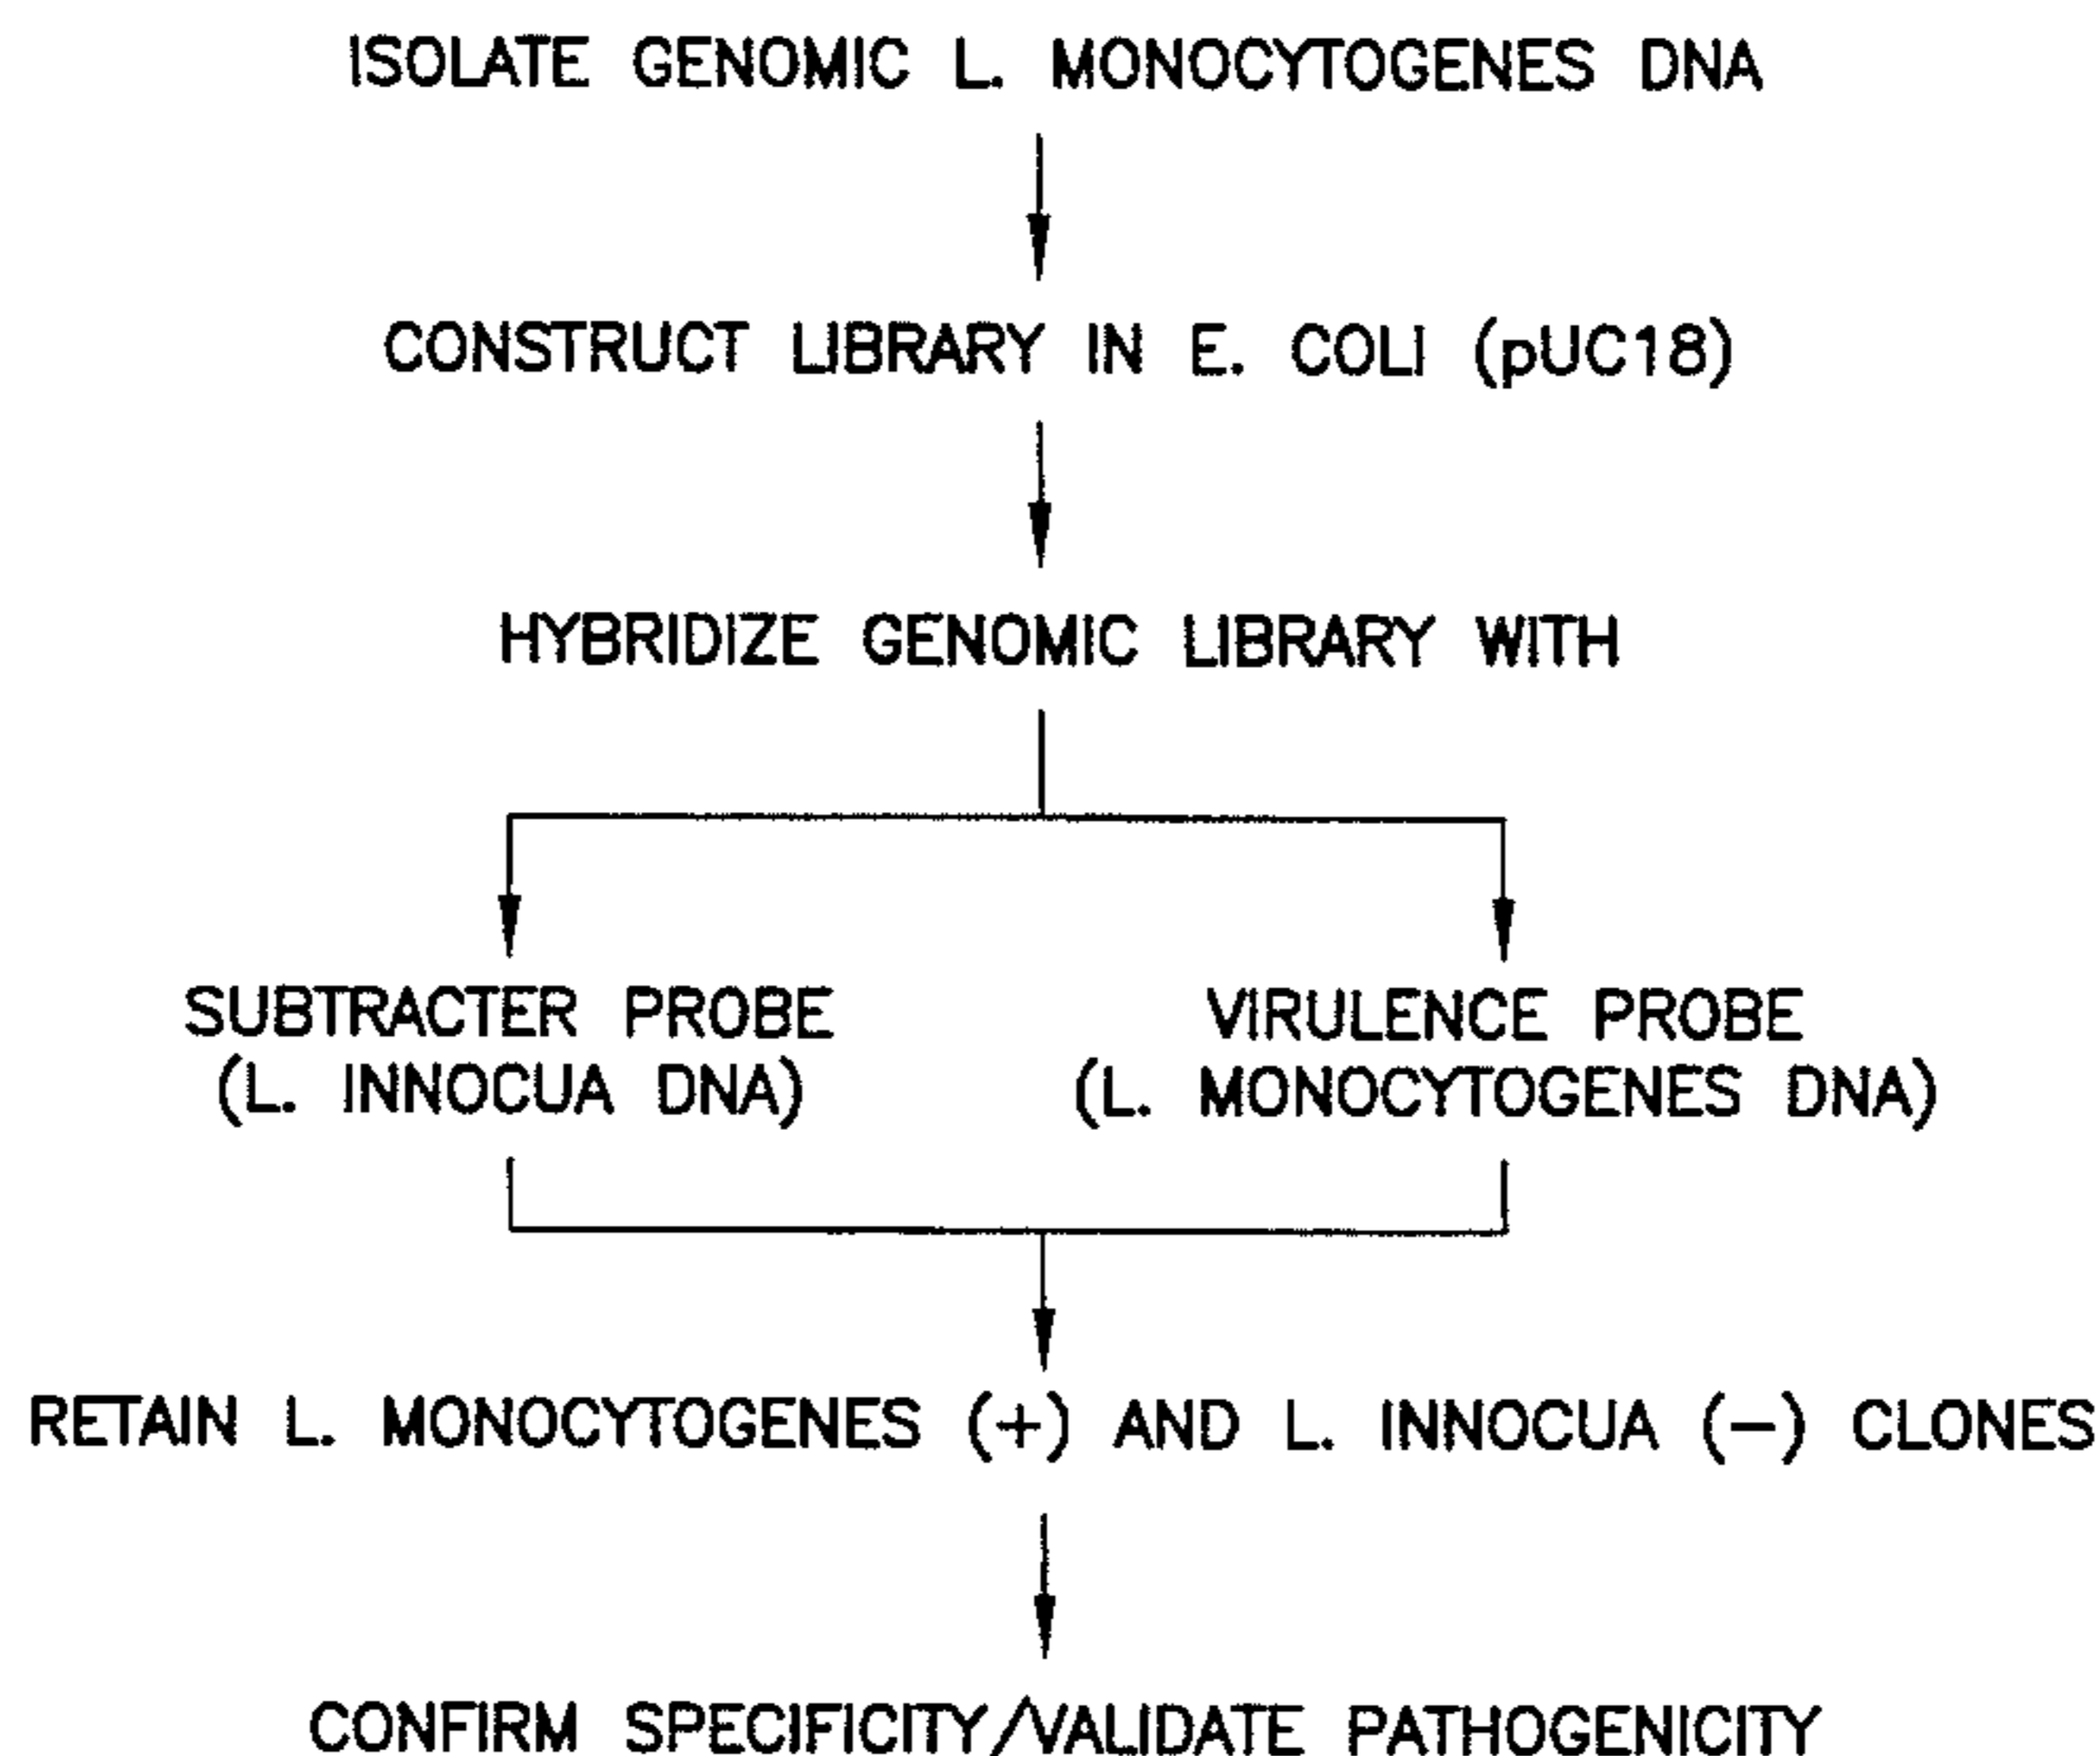 ISOLATE GENOMIC L. MONOCYTOGENES DNA
CONSTRUCT LIBRARY IN E. COLI (pUC18)
HYBRIDIZE GENOMIC LIBRARY WITH
SUBTRACTER PROBE
(L. INNOCUA DNA)
VIRULENCE PROBE
(L. MONOCYTOGENES DNA)
RETAIN L. MONOCYTOGENES (+) AND L. INNOCUA (-) CLONES
CONFIRM SPECIFICITY/VALIDATE PATHOGENICITY